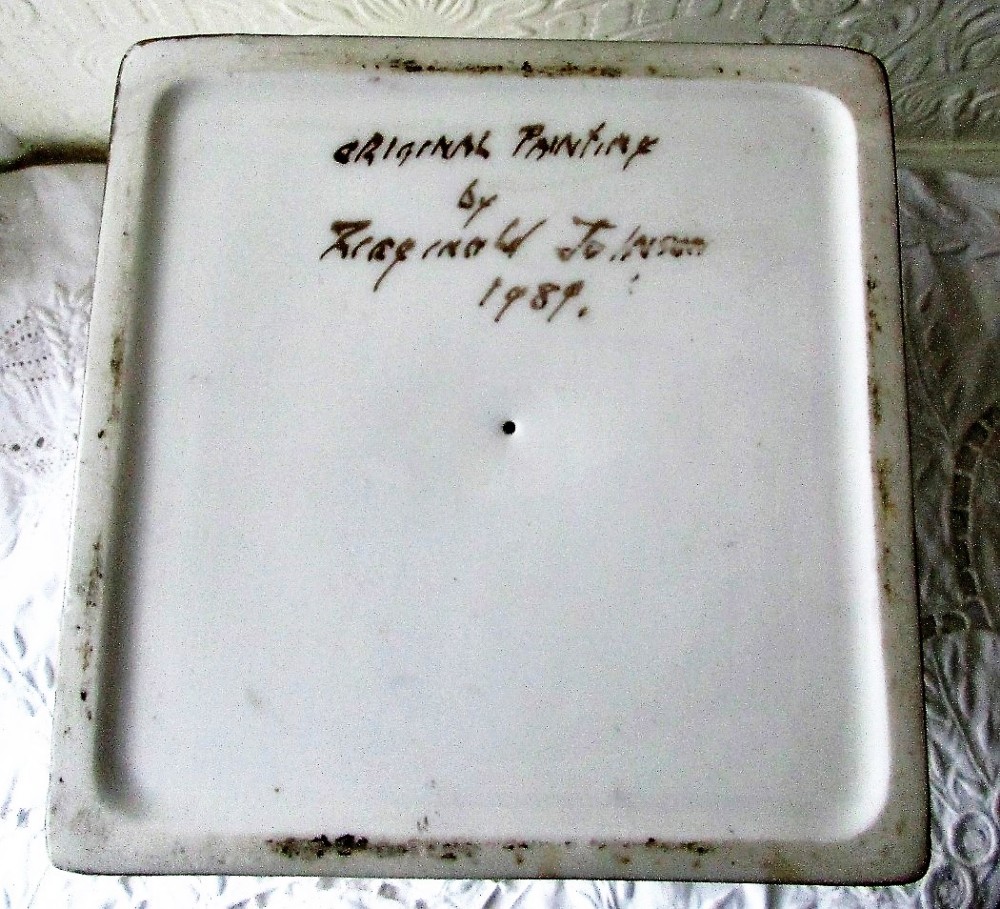 ORIGINAL PAINTING
by
Reginald Johnson
1989.